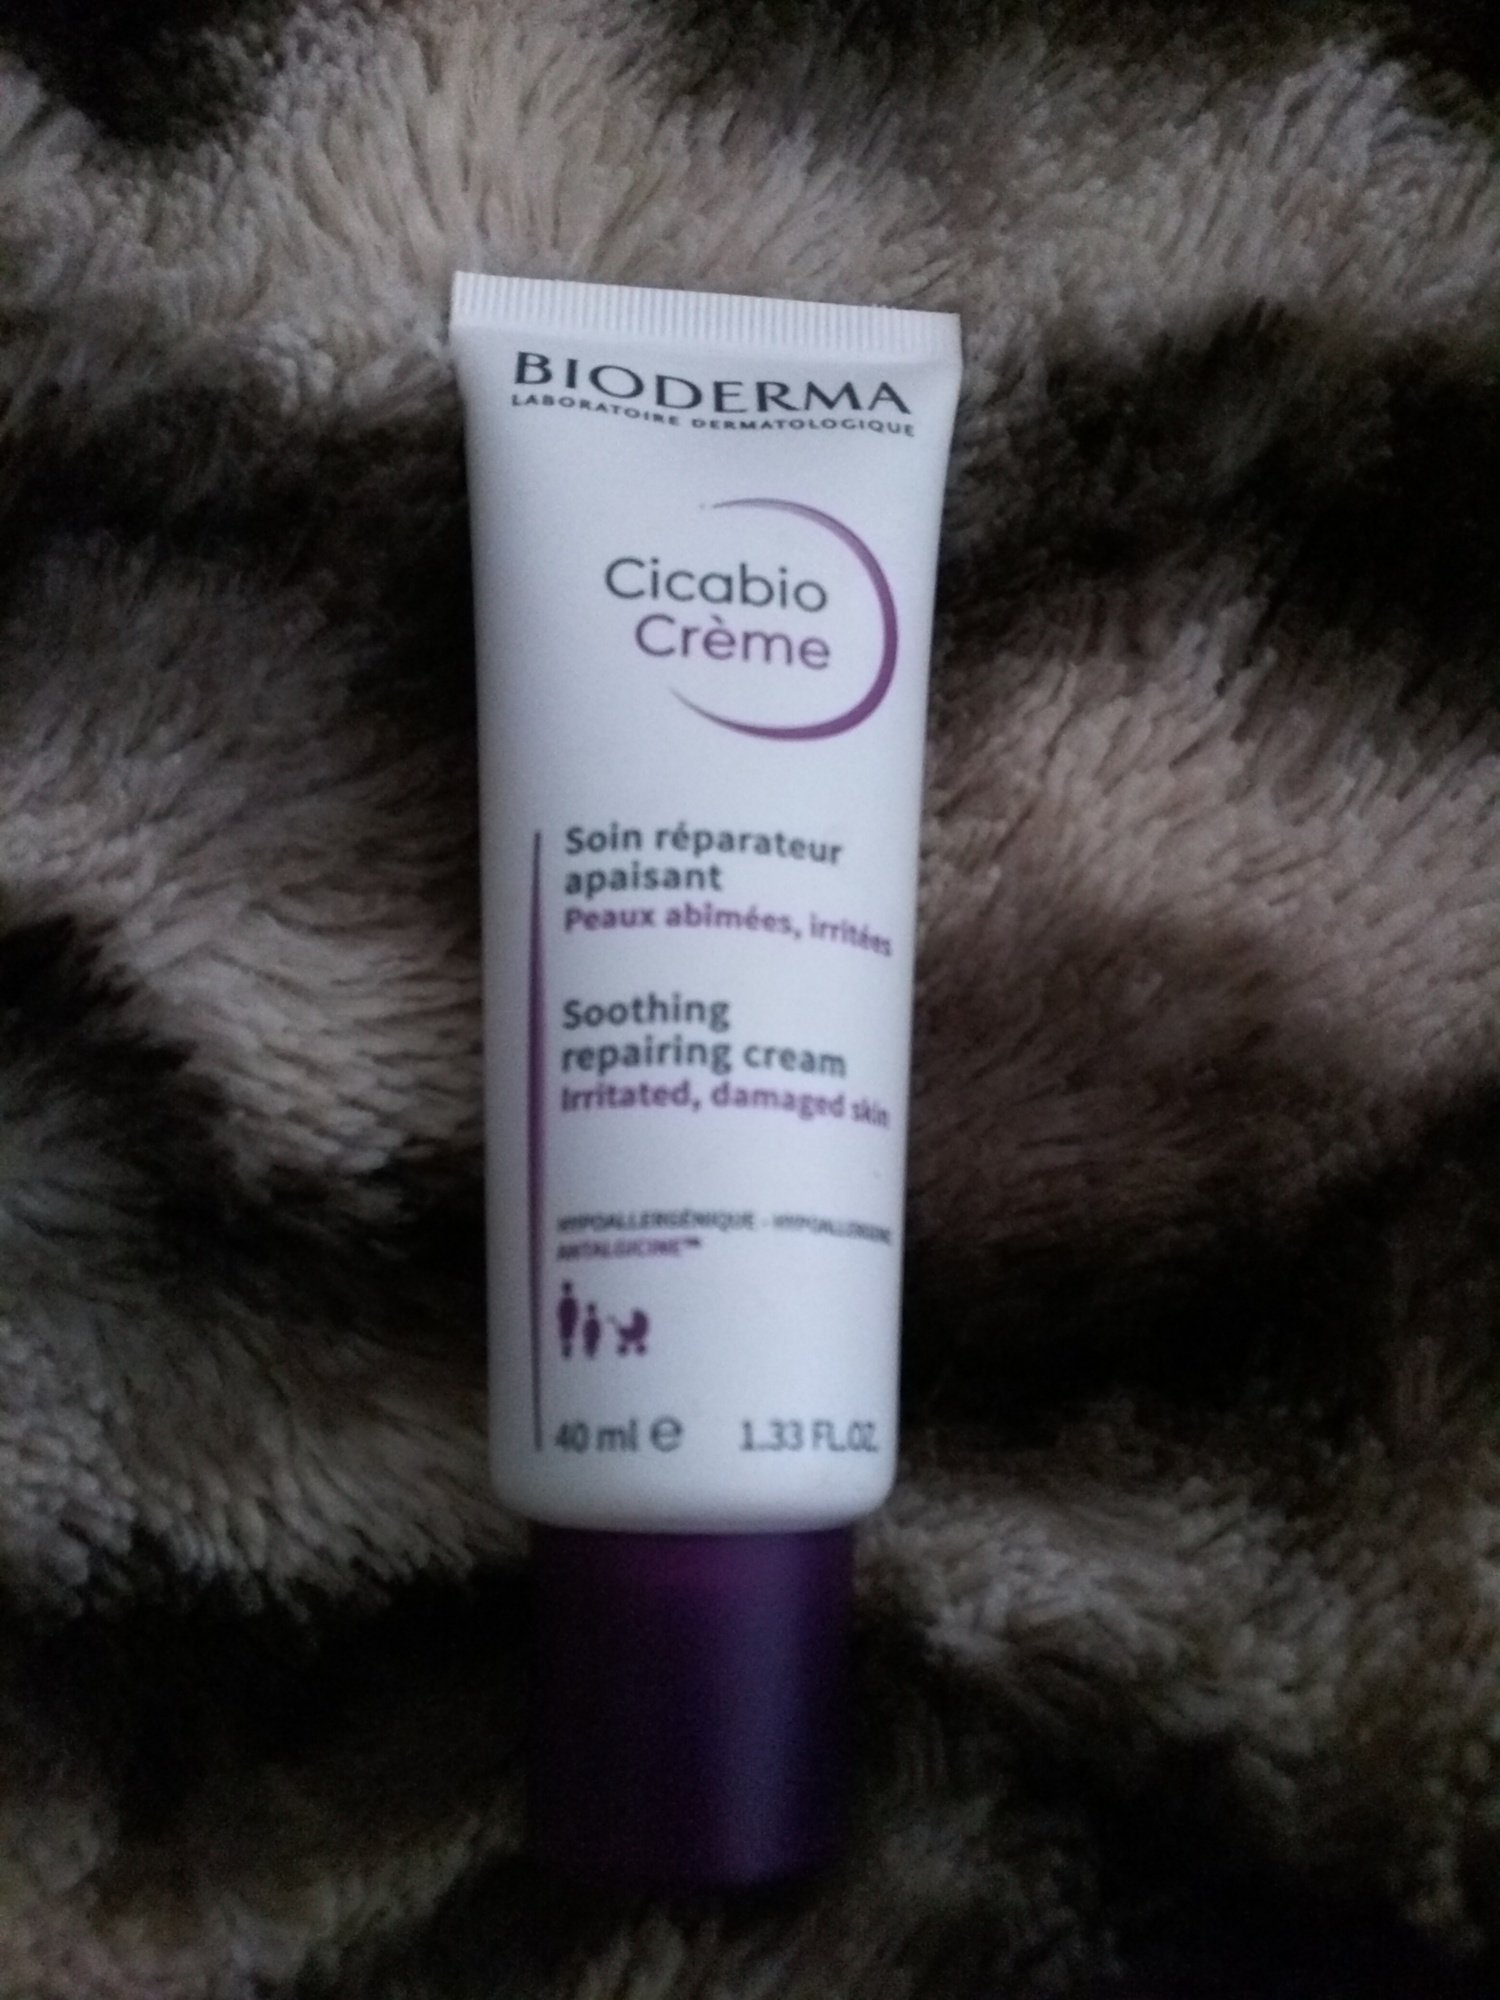 BIODERMA
LABORATOIRE DERMATOLOGIQUE
Cicabio
Crème
Soin réparateur
apaisant
Peaux abîmées, irritées
Soothing
repairing cream
Irritated, damaged skin
HYPOALLERGÉNIQUE - HYPOALLERGENIC
ANTALGICINE™
40 ml e 1.33 FL.OZ.